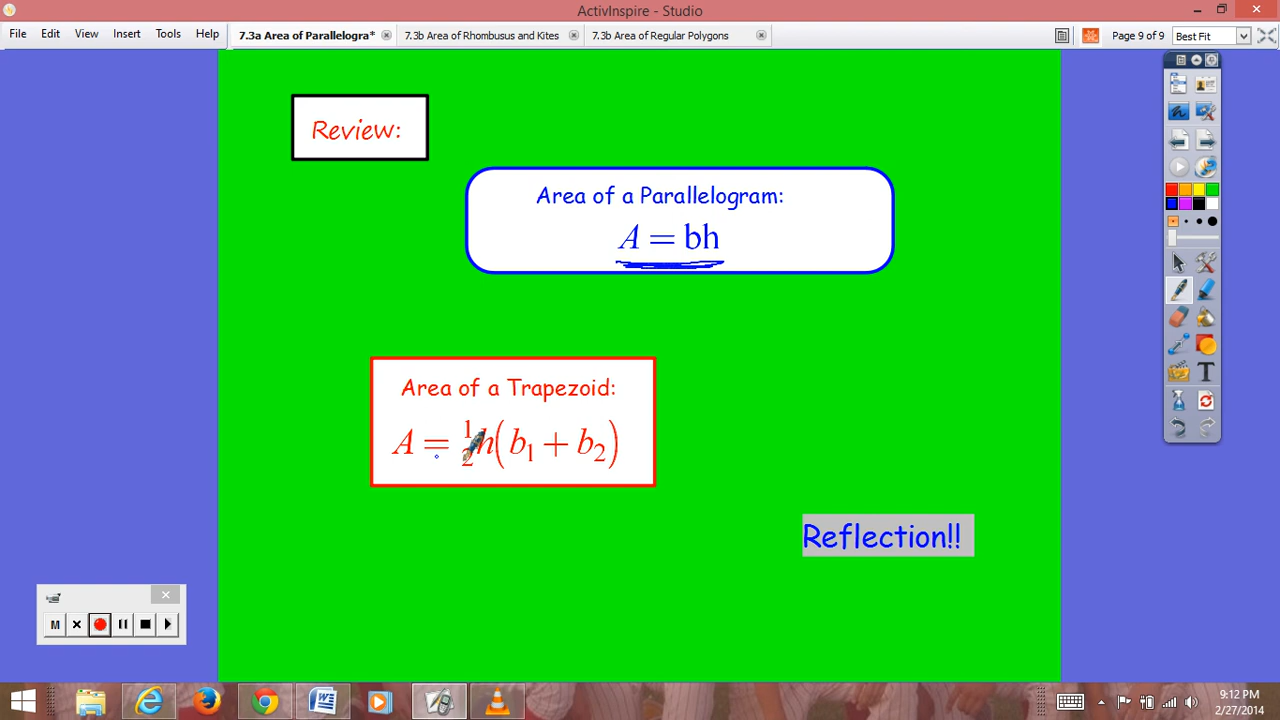 ActivInspire - Studio
File Edit View Insert Tools Help
7.3a Area of Parallelogra* 7.3b Area of Rhombusus and Kites 7.3b Area of Regular Polygons
Page 9 of 9 Best Fit
Review:
Area of a Parallelogram:
A = bh
Area of a Trapezoid:
A = 1/2 h(b₁ + b₂)
Reflection!!
M
T
9:12 PM
2/27/2014